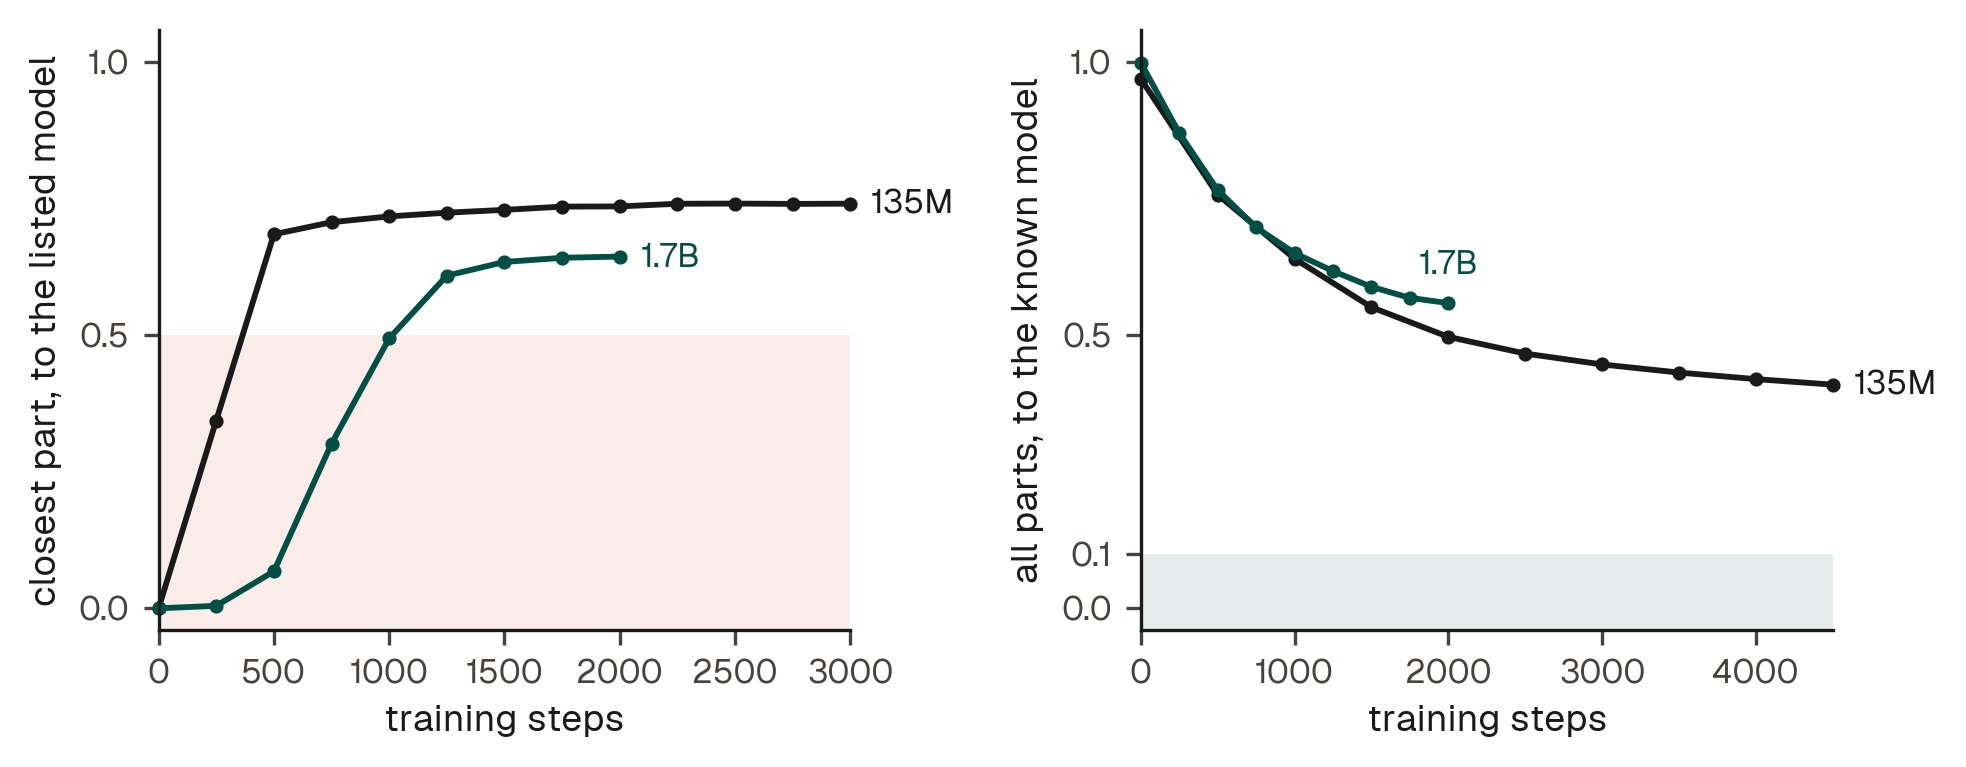 closest part, to the listed model
1.0
0.5
0.0
135M
1.7B
0 500 1000 1500 2000 2500 3000
training steps
all parts, to the known model
1.0
0.5
0.1
0.0
1.7B
135M
0 1000 2000 3000 4000
training steps